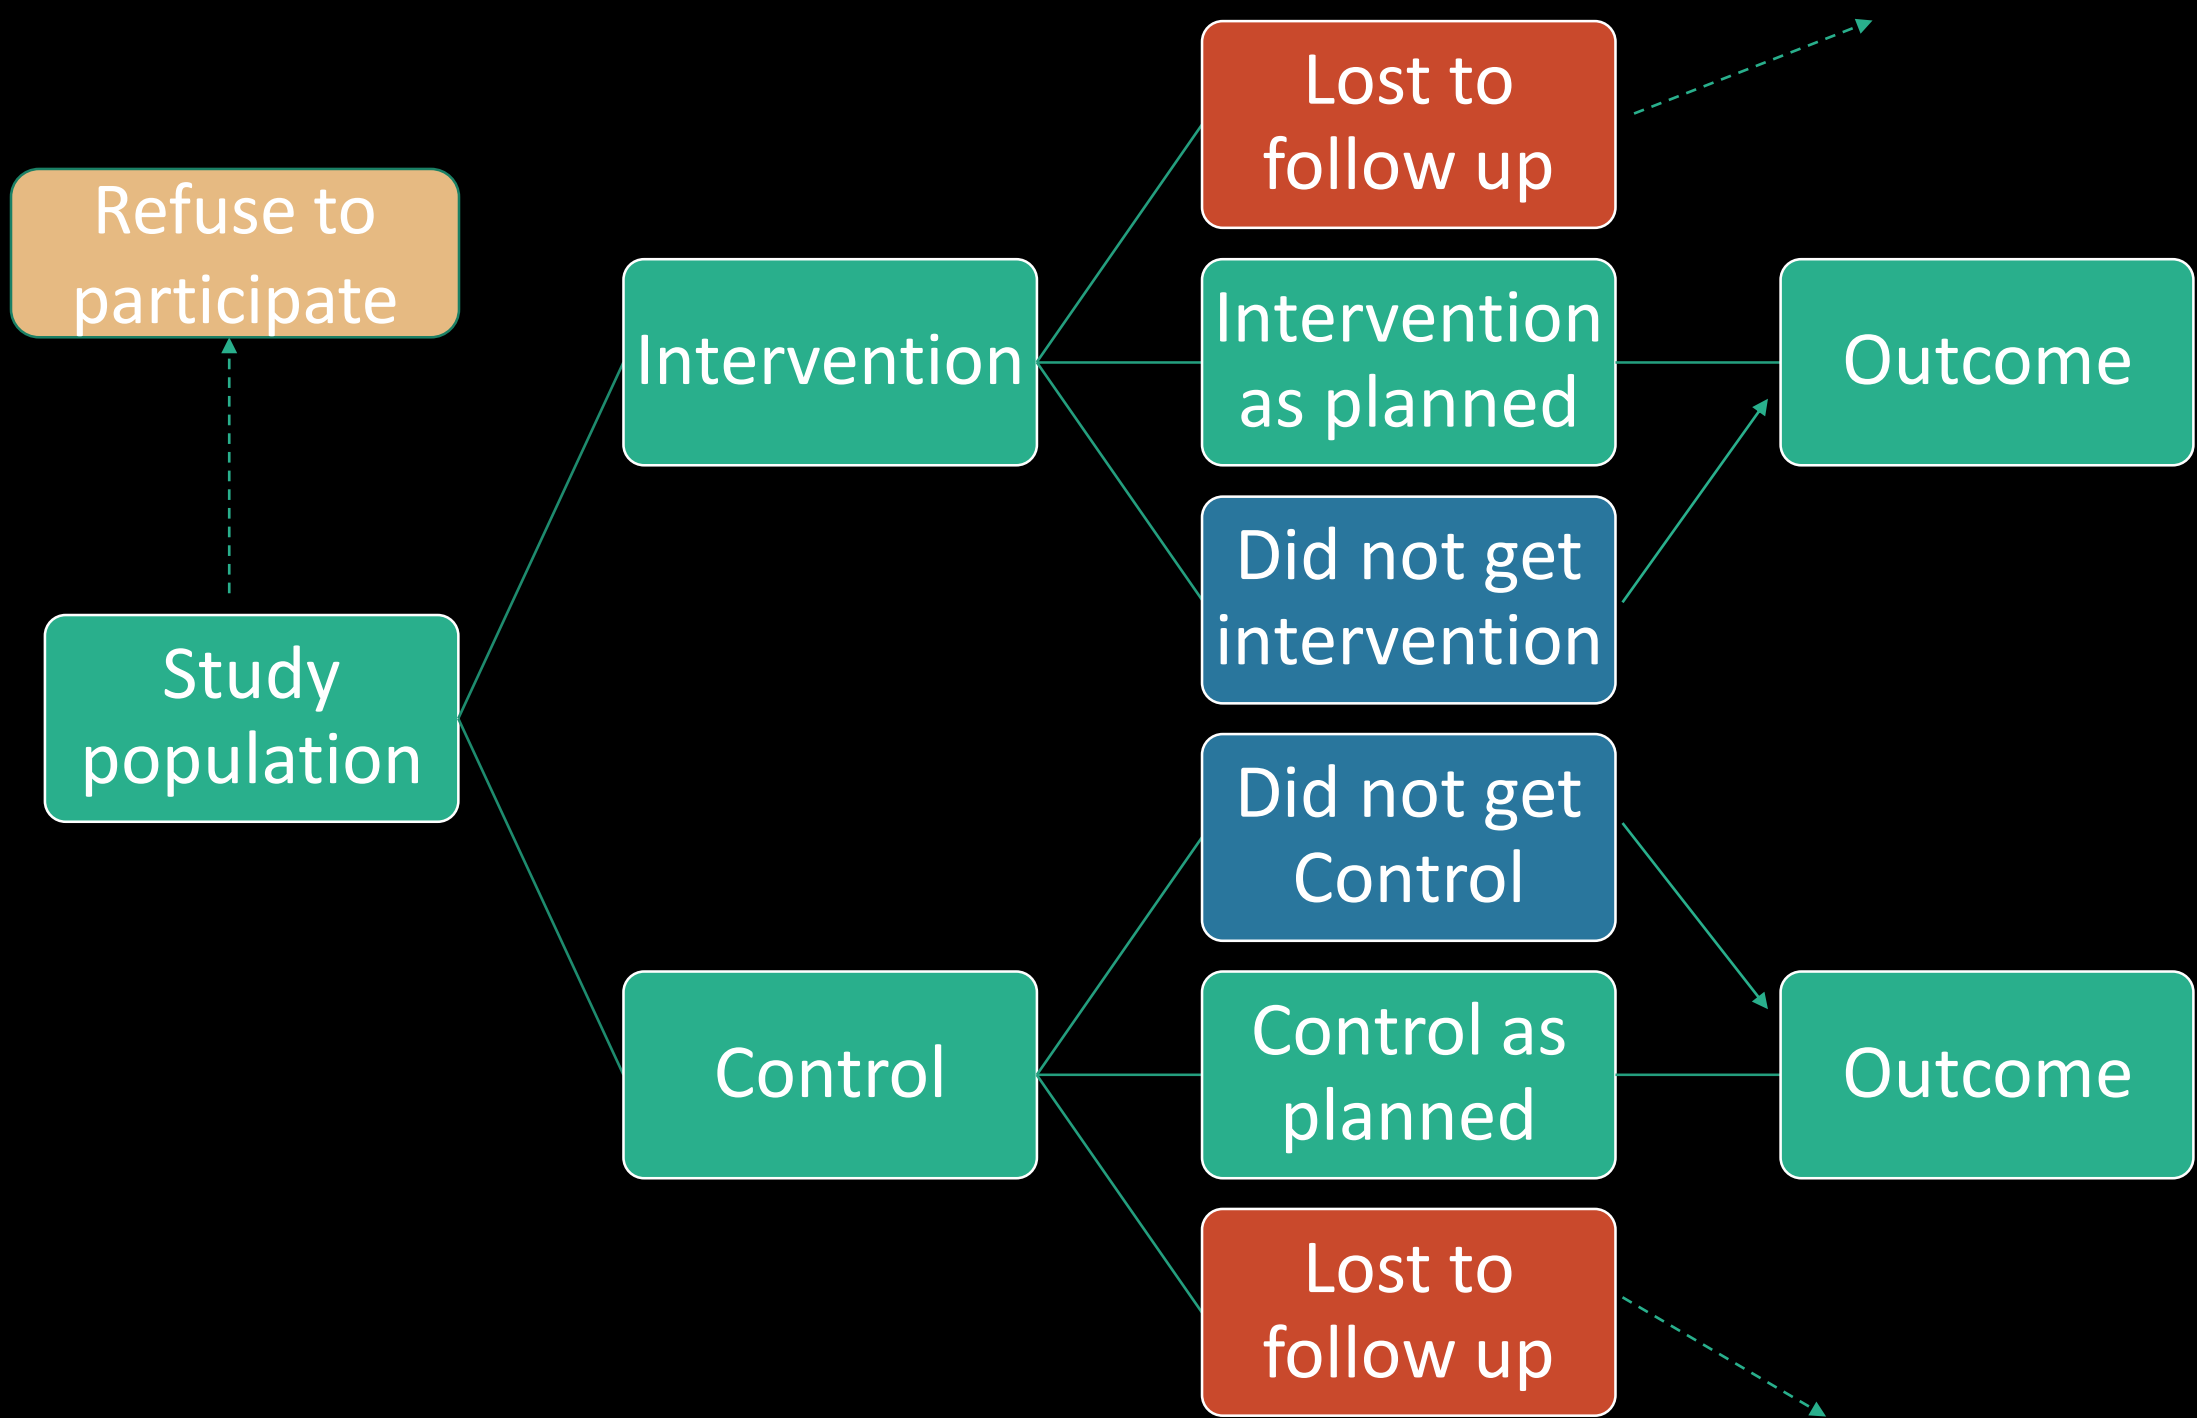 Refuse to
participate
Study
population
Intervention
Control
Lost to
follow up
Intervention
as planned
Did not get
intervention
Did not get
Control
Control as
planned
Lost to
follow up
Outcome
Outcome